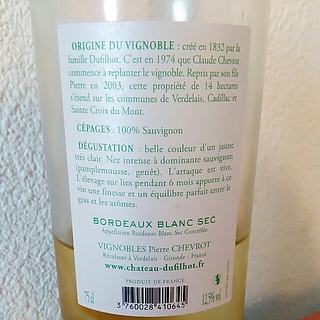 ORIGINE DU VIGNOBLE : créé en 1832 par la
famille Dufilhot. C'est en 1974 que Claude Chevrot
commence à replanter le vignoble. Repris par son fils
Pierre en 2003, cette propriété de 14 hectares
s'étend sur les communes de Verdelais, Cadillac et
Sainte Croix du Mont.
CÉPAGES : 100% Sauvignon
DÉGUSTATION : belle couleur d'un jaune
très clair. Nez intense à dominante sauvignon
(pamplemousse, genêt). L'attaque est vive.
L'élevage sur lies pendant 6 mois apporte à ce
vin une finesse et un équilibre parfait entre le
gras et les arômes.
BORDEAUX BLANC SEC
Appellation Bordeaux Blanc Sec Contrôlée
VIGNOBLES Pierre CHEVROT
Récoltant à Verdelais - Gironde - France
www.chateau-dufilhot.fr
PRODUIT DE FRANCE
75 cl
12.5% vol.
3 760028 410645